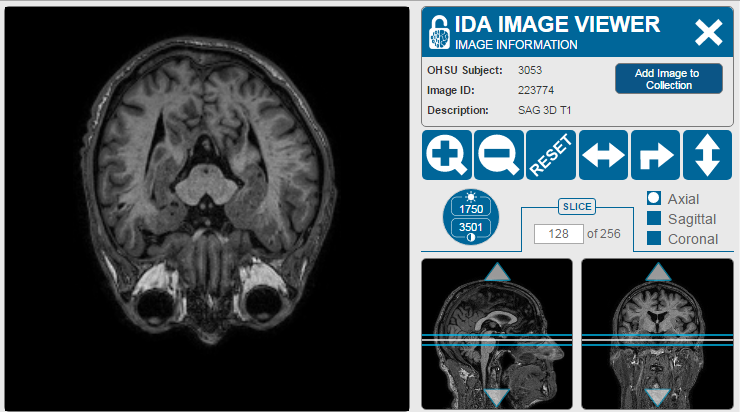 IDA IMAGE VIEWER
IMAGE INFORMATION
OHSU Subject: 3053
Image ID: 223774
Description: SAG 3D T1
Add Image to
Collection
RESET
1750
3501
SLICE
128 of 256
Axial
Sagittal
Coronal